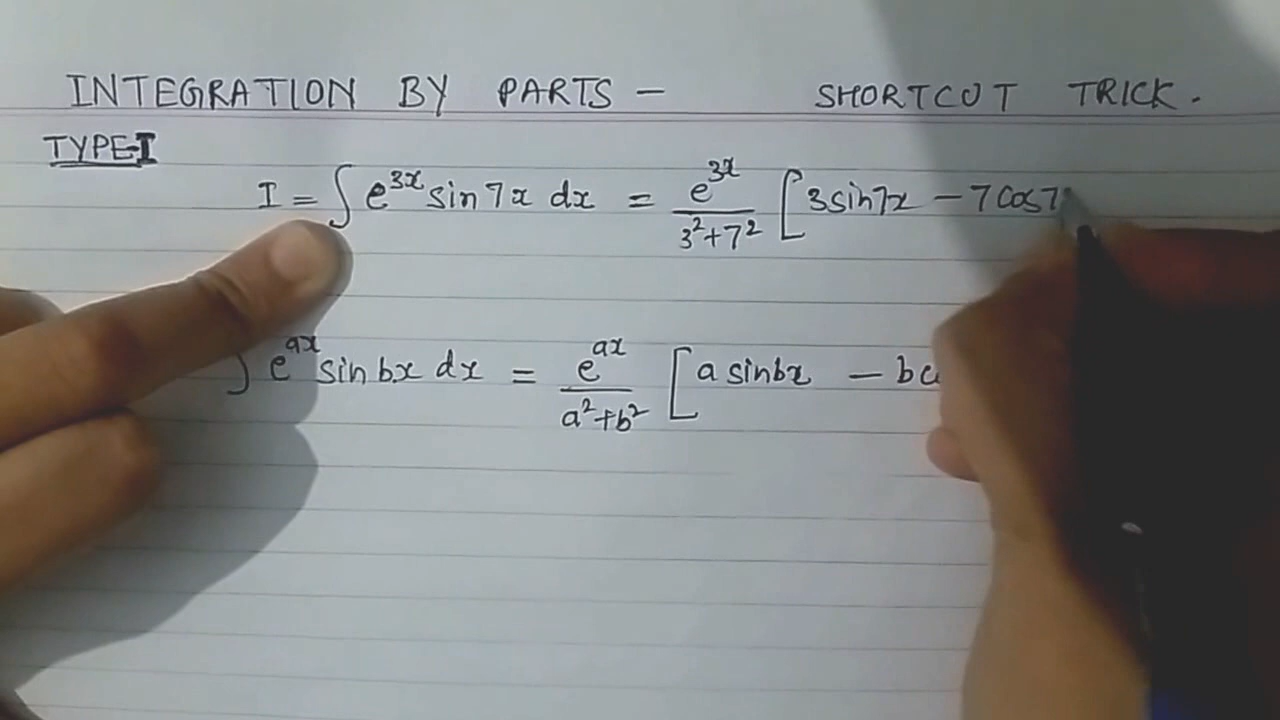 INTEGRATION BY PARTS – SHORTCUT TRICK.
TYPE-I
I = ∫ e^{3x} sin 7x dx = e^{3x} / (3²+7²) [3sin7x – 7cos7
∫ e^{ax} sin bx dx = e^{ax} / (a²+b²) [a sinbx – b